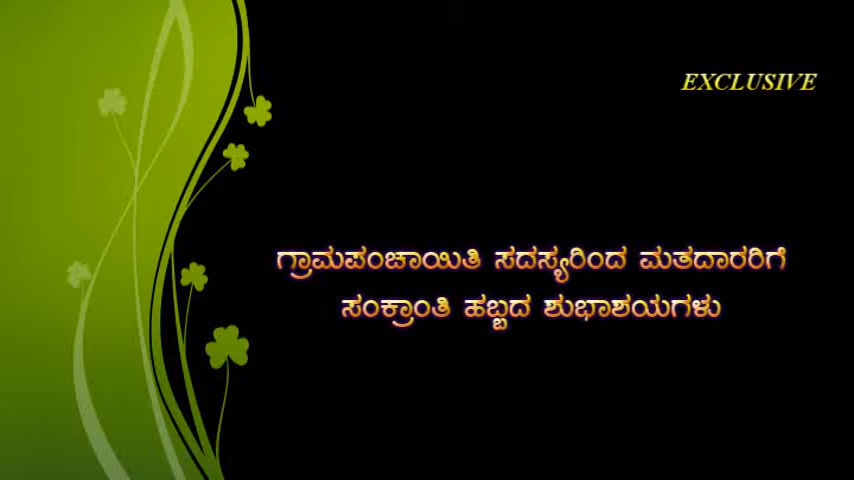 EXCLUSIVE
ಗ್ರಾಮಪಂಚಾಯಿತಿ ಸದಸ್ಯರಿಂದ ಮತದಾರರಿಗೆ
ಸಂಕ್ರಾಂತಿ ಹಬ್ಬದ ಶುಭಾಶಯಗಳು